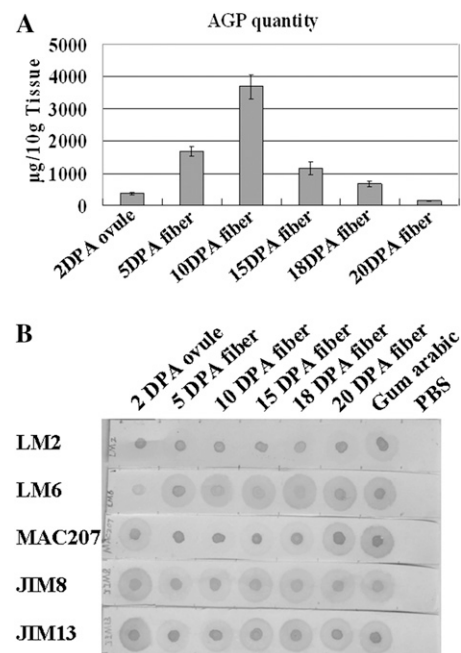 A
AGP quantity
µg/10g Tissue
5000
4000
3000
2000
1000
0
2DPA ovule
5DPA fiber
10DPA fiber
15DPA fiber
18DPA fiber
20DPA fiber
B
2 DPA ovule
5 DPA fiber
10 DPA fiber
15 DPA fiber
18 DPA fiber
20 DPA fiber
Gum arabic
PBS
LM2
LM6
MAC207
JIM8
JIM13